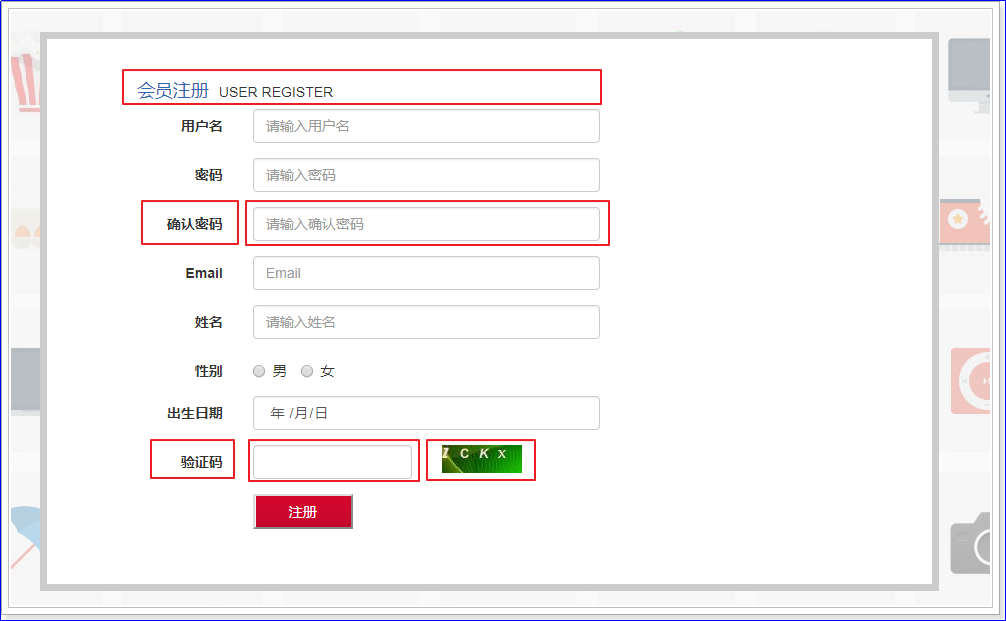 会员注册 USER REGISTER
用户名 请输入用户名
密码 请输入密码
确认密码 请输入确认密码
Email Email
姓名 请输入姓名
性别 男 女
出生日期 年 /月/日
验证码 ZCKX
注册